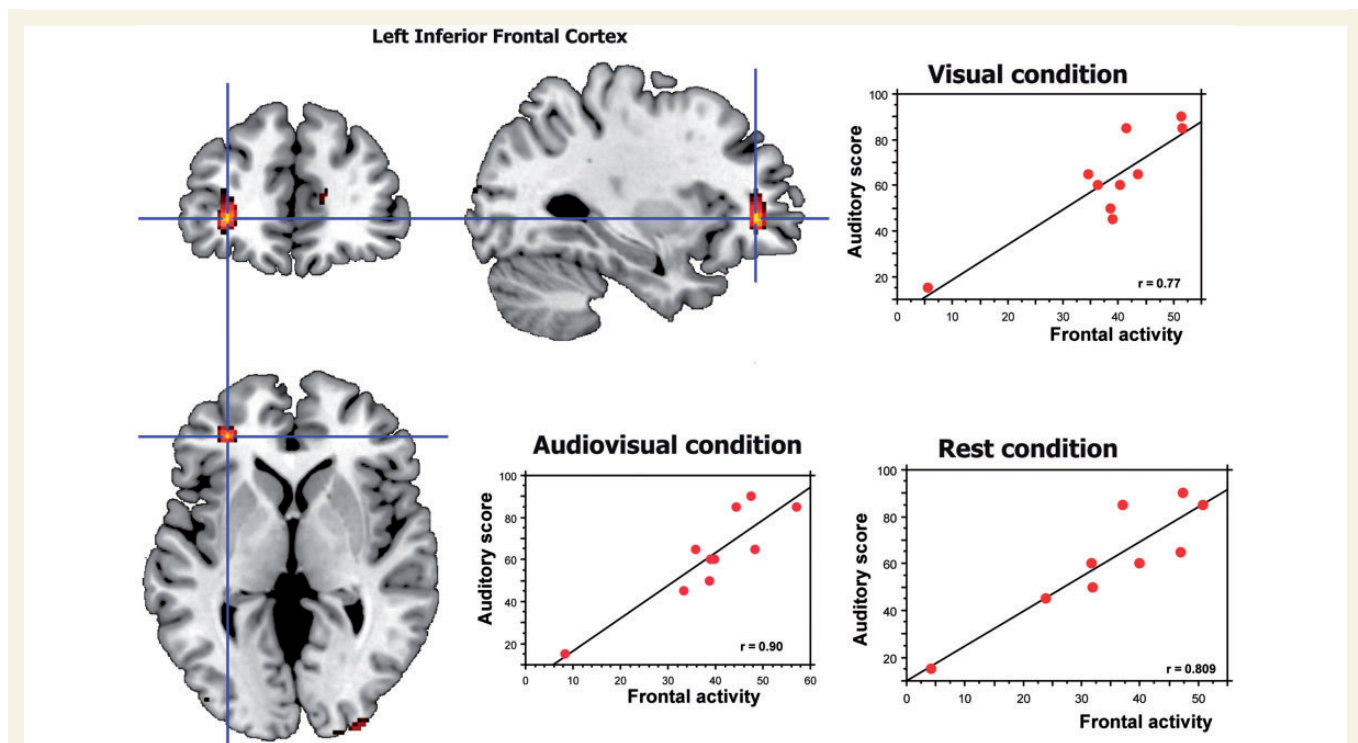 Left Inferior Frontal Cortex
Visual condition
100
80
60
40
20
0
10
20
30
40
50
Auditory score
r = 0.77
Frontal activity
Audiovisual condition
100
80
60
40
20
0
10
20
30
40
50
60
Auditory score
r = 0.90
Frontal activity
Rest condition
100
80
60
40
20
0
10
20
30
40
50
Auditory score
r = 0.809
Frontal activity